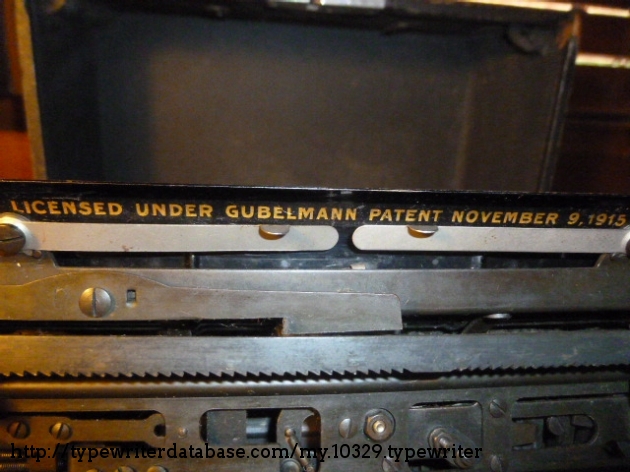 LICENSED UNDER GUBELMANN PATENT NOVEMBER 9, 1915
http://typewriterdatabase.com/my.10329.typewriter